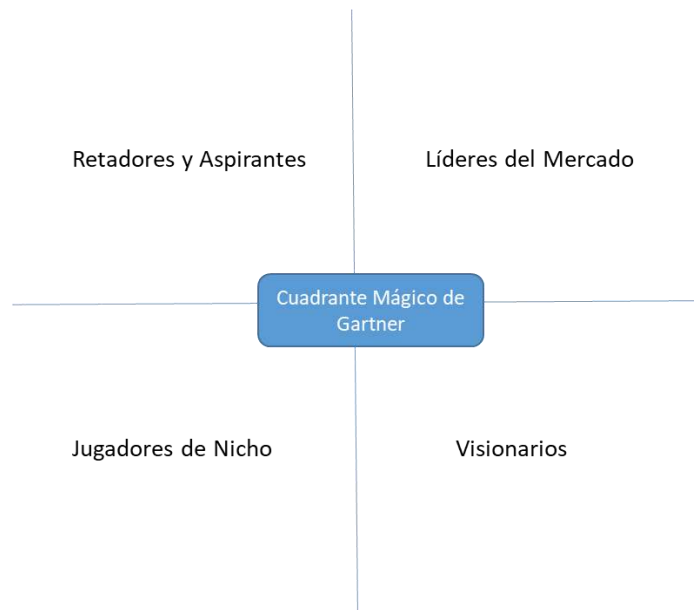 Retadores y Aspirantes
Líderes del Mercado
Cuadrante Mágico de
Gartner
Jugadores de Nicho
Visionarios